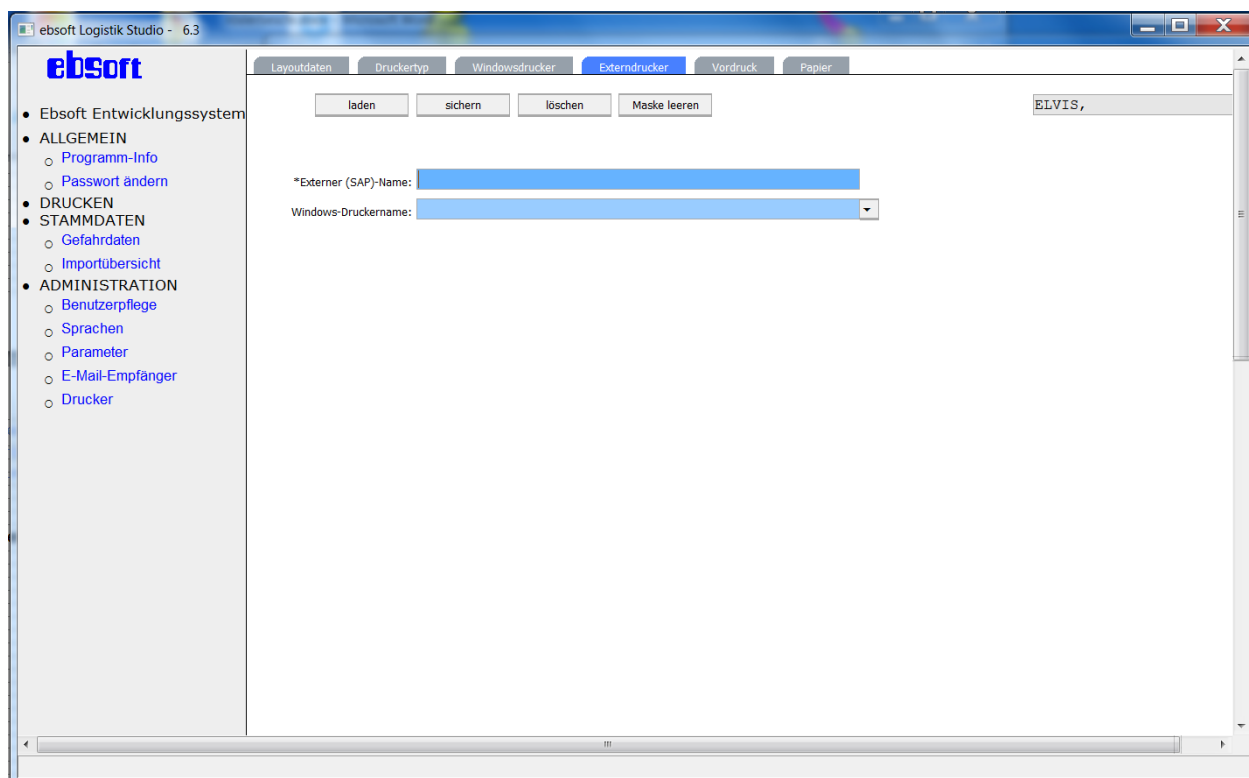 ebsoft Logistik Studio - 6.3
ebsoft
Layoutdaten Druckertyp Windowsdrucker Externdrucker Vordruck Papier
laden sichern löschen Maske leeren
ELVIS,
Ebsoft Entwicklungssystem
ALLGEMEIN
Programm-Info
Passwort ändern
DRUCKEN
STAMMDATEN
Gefahrdaten
Importübersicht
ADMINISTRATION
Benutzerpflege
Sprachen
Parameter
E-Mail-Empfänger
Drucker
*Externer (SAP)-Name:
Windows-Druckername: